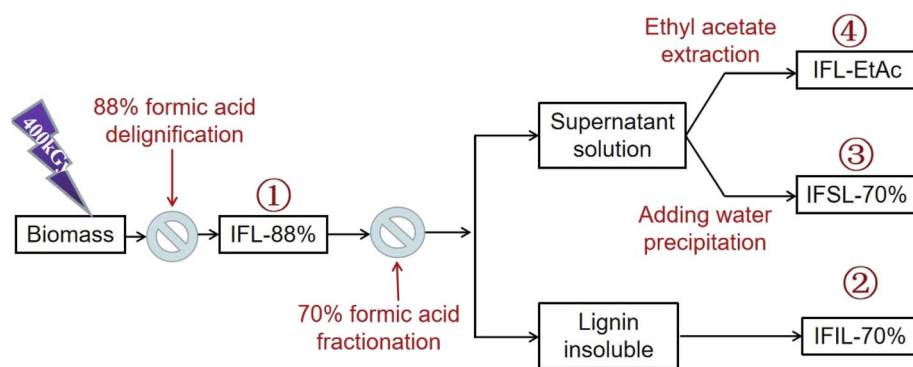 400kGy
Biomass
88% formic acid
delignification
①
IFL-88%
70% formic acid
fractionation
Supernatant
solution
Ethyl acetate
extraction
④
IFL-EtAc
Adding water
precipitation
③
IFSL-70%
Lignin
insoluble
②
IFIL-70%